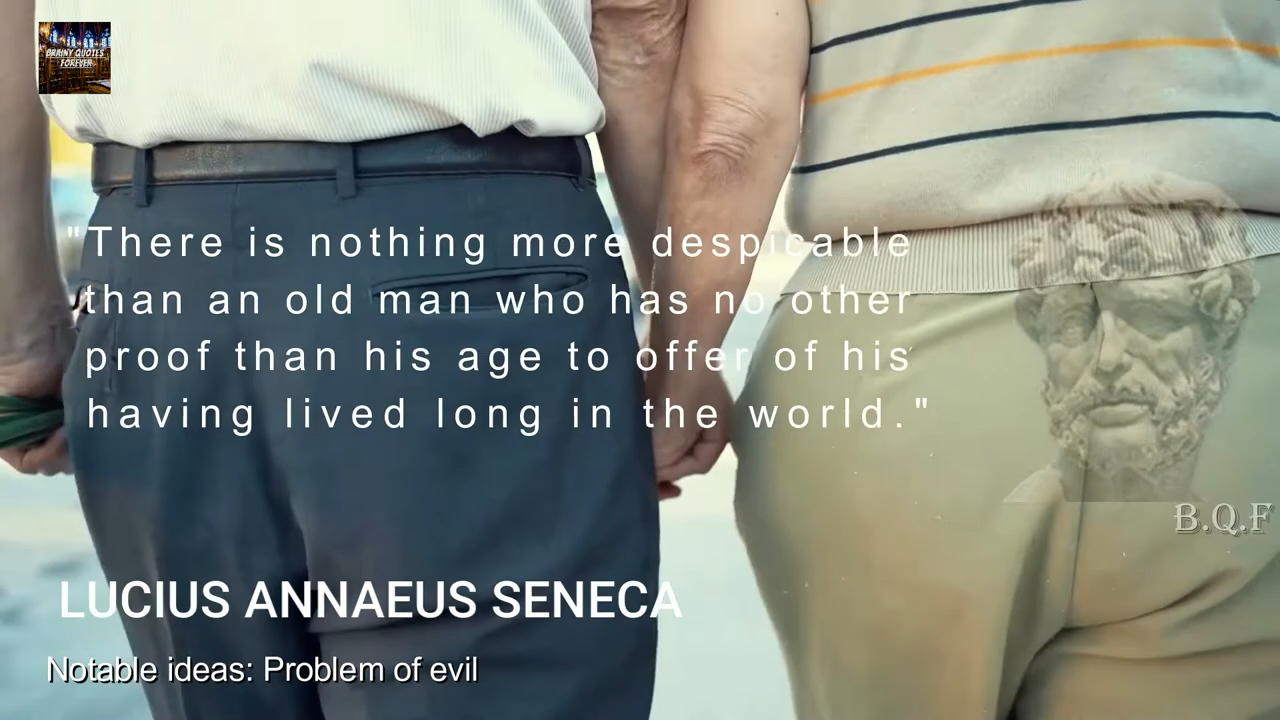 BRAINY QUOTES
FOREVER
"There is nothing more despicable
than an old man who has no other
proof than his age to offer of his
having lived long in the world."
B.Q.F
LUCIUS ANNAEUS SENECA
Notable ideas: Problem of evil